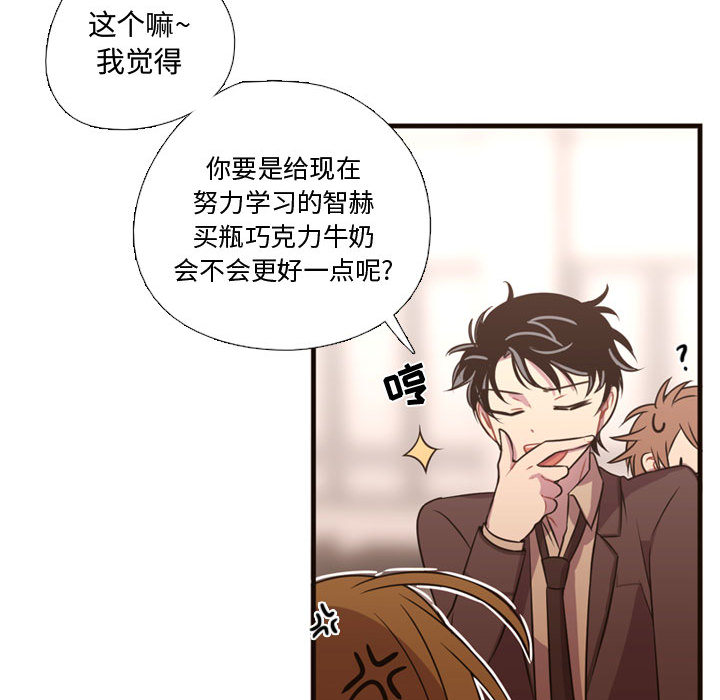 这个嘛~
我觉得
你要是给现在
努力学习的智赫
买瓶巧克力牛奶
会不会更好一点呢?
哼
?